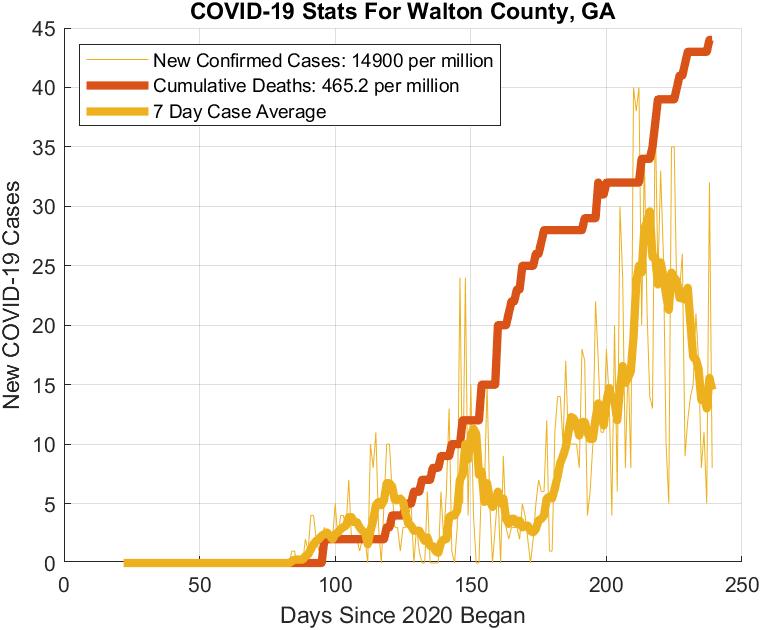 COVID-19 Stats For Walton County, GA
New Confirmed Cases: 14900 per million
Cumulative Deaths: 465.2 per million
7 Day Case Average
New COVID-19 Cases
45
40
35
30
25
20
15
10
5
0
0 50 100 150 200 250
Days Since 2020 Began